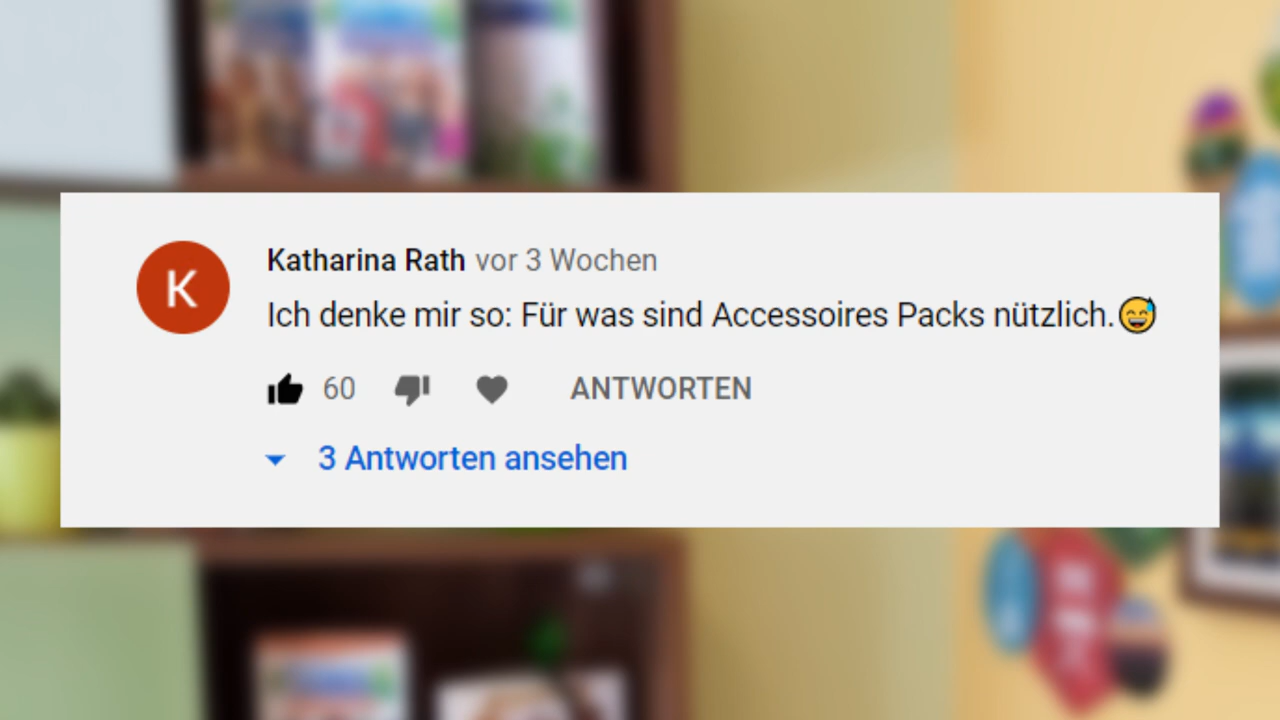 K
Katharina Rath vor 3 Wochen
Ich denke mir so: Für was sind Accessoires Packs nützlich.😅
60
ANTWORTEN
3 Antworten ansehen